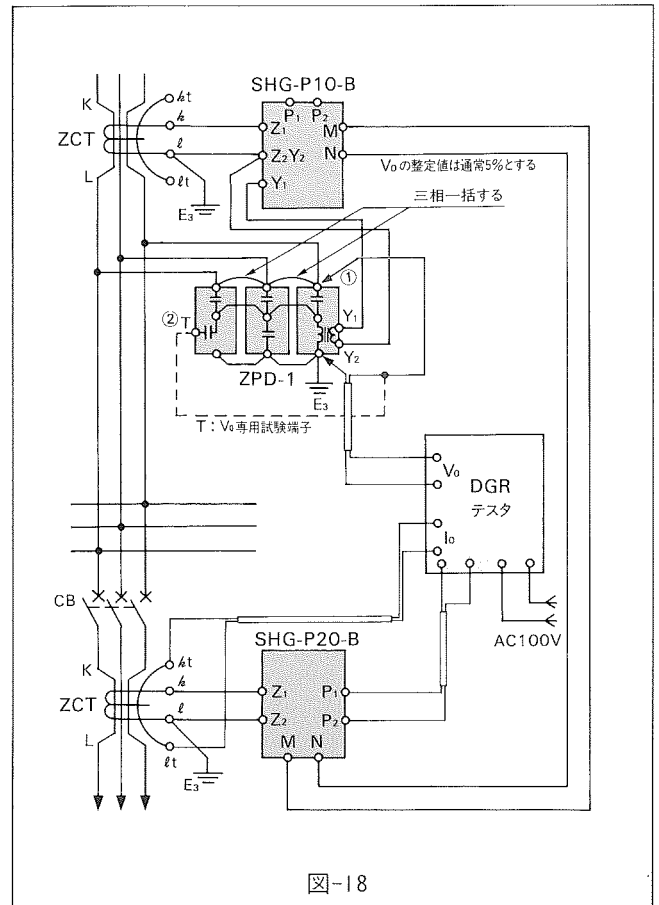 SHG-P10-B
K
ZCT
L
kt
k
l
lt
E₃
P₁ P₂
Z₁
Z₂Y₂
Y₁
M
N
V₀の整定値は通常5%とする
三相一括する
①
② T
Y₁
Y₂
ZPD-1
E₃
T：V₀専用試験端子
V₀
DGR
テスタ
I₀
AC100V
CB
SHG-P20-B
K
ZCT
L
kt
k
l
lt
E₃
Z₁
Z₂
P₁
P₂
M N
図-18